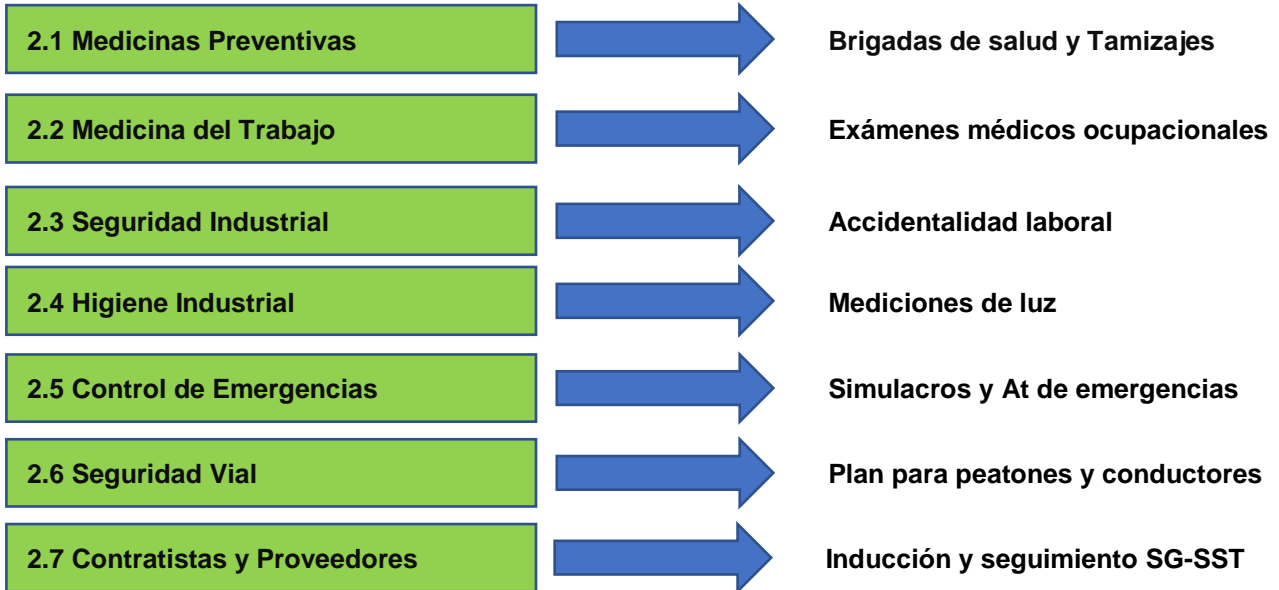 2.1 Medicinas Preventivas
Brigadas de salud y Tamizajes
2.2 Medicina del Trabajo
Exámenes médicos ocupacionales
2.3 Seguridad Industrial
Accidentalidad laboral
2.4 Higiene Industrial
Mediciones de luz
2.5 Control de Emergencias
Simulacros y At de emergencias
2.6 Seguridad Vial
Plan para peatones y conductores
2.7 Contratistas y Proveedores
Inducción y seguimiento SG-SST